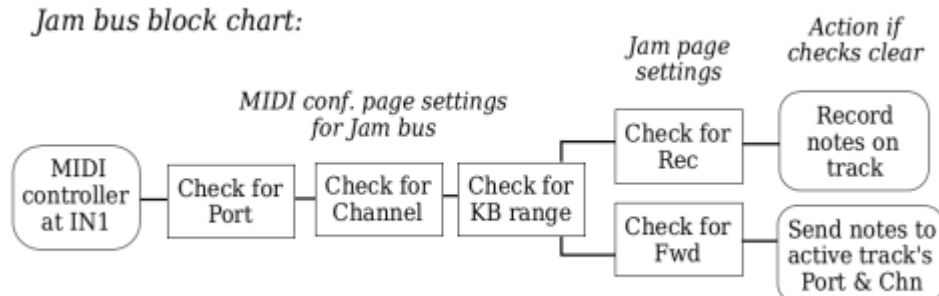 Jam bus block chart:
Action if
checks clear
Jam page
settings
MIDI conf. page settings
for Jam bus
MIDI
controller
at IN1
Check for
Port
Check for
Channel
Check for
KB range
Check for
Rec
Record
notes on
track
Check for
Fwd
Send notes to
active track's
Port & Chn